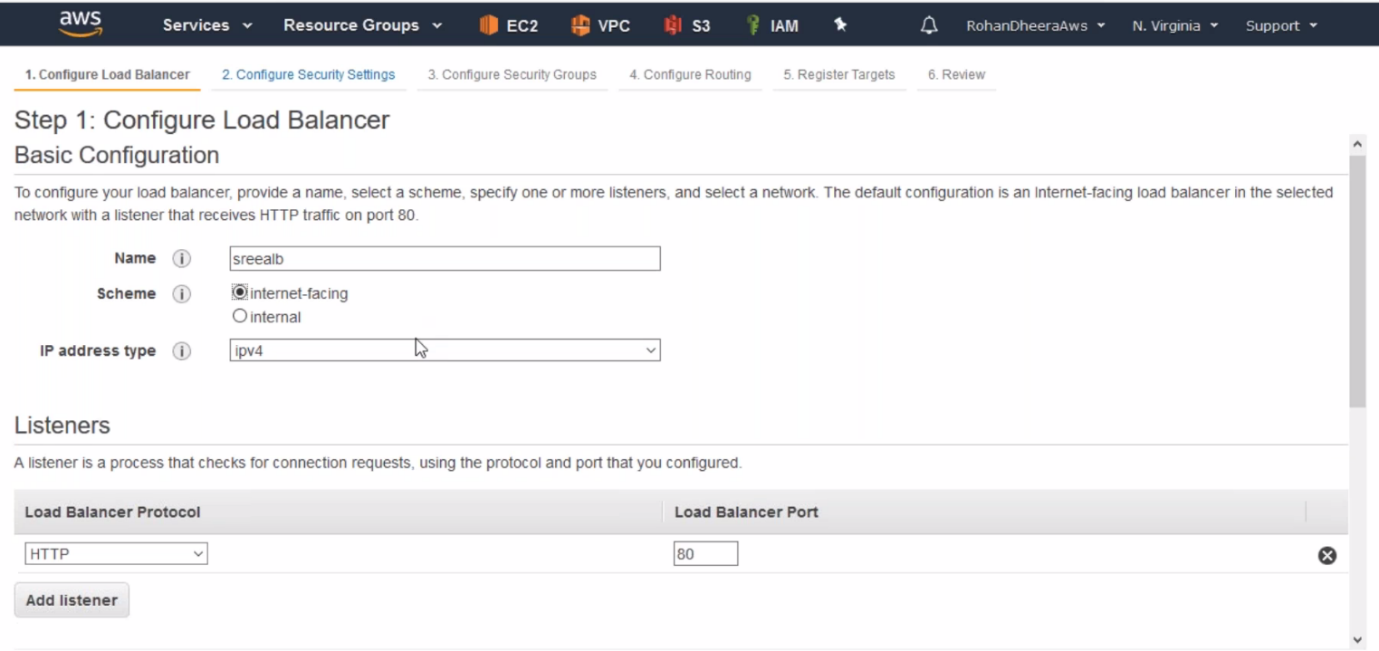 aws Services Resource Groups EC2 VPC S3 IAM RohanDheeraAws N. Virginia Support
1. Configure Load Balancer 2. Configure Security Settings 3. Configure Security Groups 4. Configure Routing 5. Register Targets 6. Review
Step 1: Configure Load Balancer
Basic Configuration
To configure your load balancer, provide a name, select a scheme, specify one or more listeners, and select a network. The default configuration is an Internet-facing load balancer in the selected
network with a listener that receives HTTP traffic on port 80.
Name i sreealb
Scheme i internet-facing
internal
IP address type i ipv4
Listeners
A listener is a process that checks for connection requests, using the protocol and port that you configured.
Load Balancer Protocol Load Balancer Port
HTTP 80
Add listener